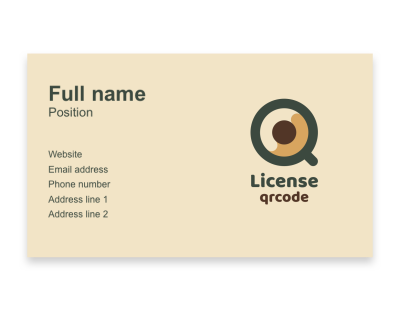 Full name
Position
Website
Email address
Phone number
Address line 1
Address line 2
License
qrcode